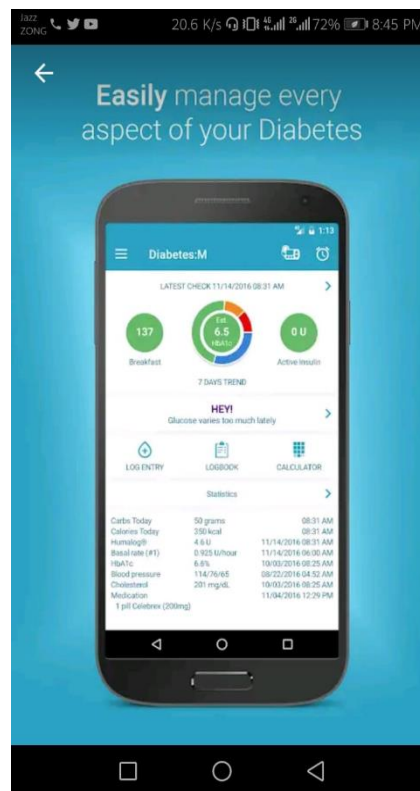 Jazz
ZONG
20.6 K/s 4G 2G 72% 8:45 PM
Easily manage every
aspect of your Diabetes
1:13
Diabetes:M
LATEST CHECK 11/14/2016 08:31 AM
137
Est.
6.5
HbA1c
0 U
Breakfast
Active Insulin
7 DAYS TREND
HEY!
Glucose varies too much lately
LOG ENTRY LOGBOOK CALCULATOR
Statistics
Carbs Today 50 grams 08:31 AM
Calories Today 350 kcal 08:31 AM
Humalog® 4.6 U 11/14/2016 08:31 AM
Basal rate (#1) 0.925 U/hour 11/14/2016 06:00 AM
HbA1c 6.8% 10/03/2016 08:25 AM
Blood pressure 114/76/65 08/22/2016 04:52 AM
Cholesterol 201 mg/dL 10/03/2016 08:25 AM
Medication 11/04/2016 12:29 PM
1 pill Celebrex (200mg)